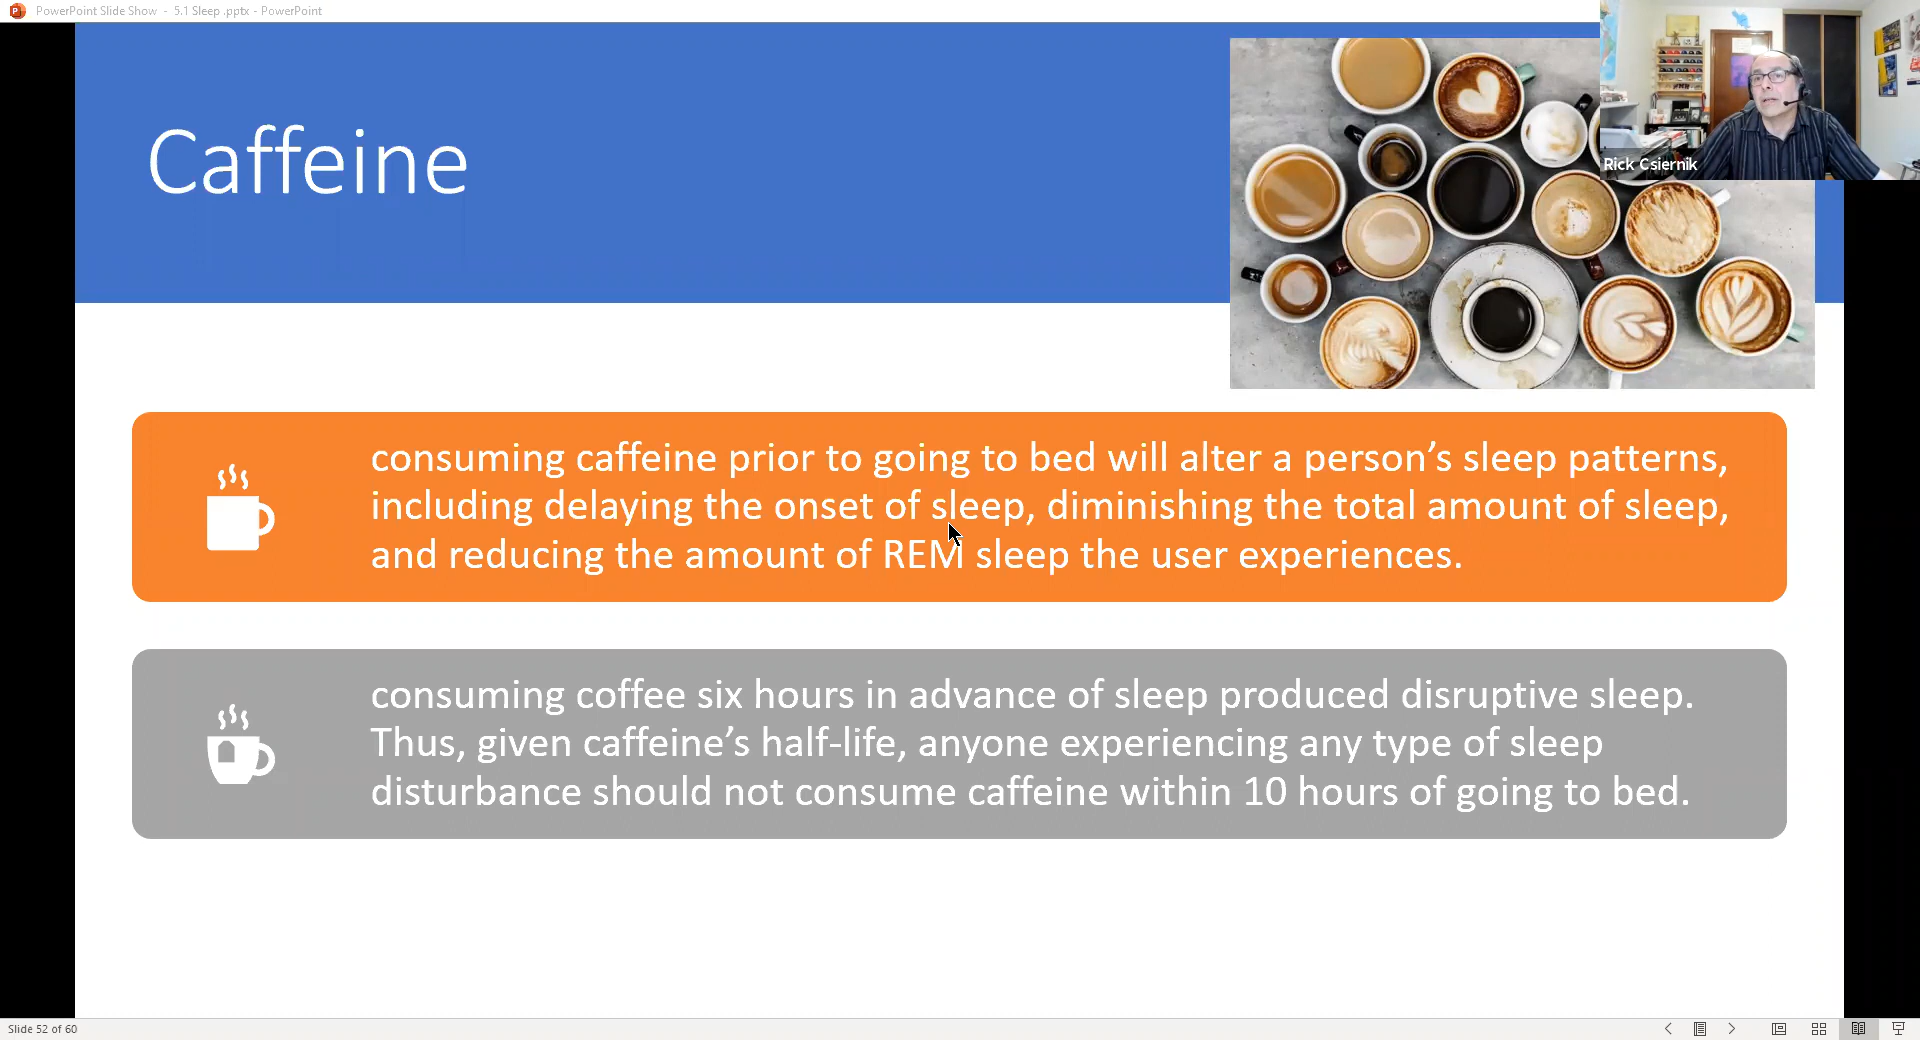 PowerPoint Slide Show - 5.1 Sleep .pptx - PowerPoint
Rick Csiernik
Caffeine
consuming caffeine prior to going to bed will alter a person’s sleep patterns,
including delaying the onset of sleep, diminishing the total amount of sleep,
and reducing the amount of REM sleep the user experiences.
consuming coffee six hours in advance of sleep produced disruptive sleep.
Thus, given caffeine’s half-life, anyone experiencing any type of sleep
disturbance should not consume caffeine within 10 hours of going to bed.
Slide 52 of 60